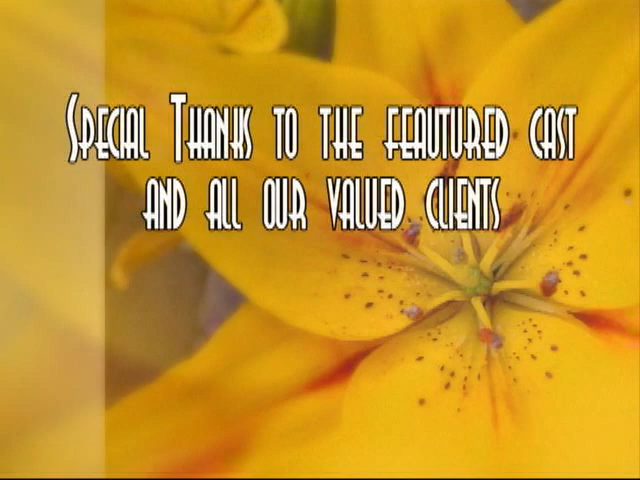 Special Thanks to the feautured cast
and all our valued clients